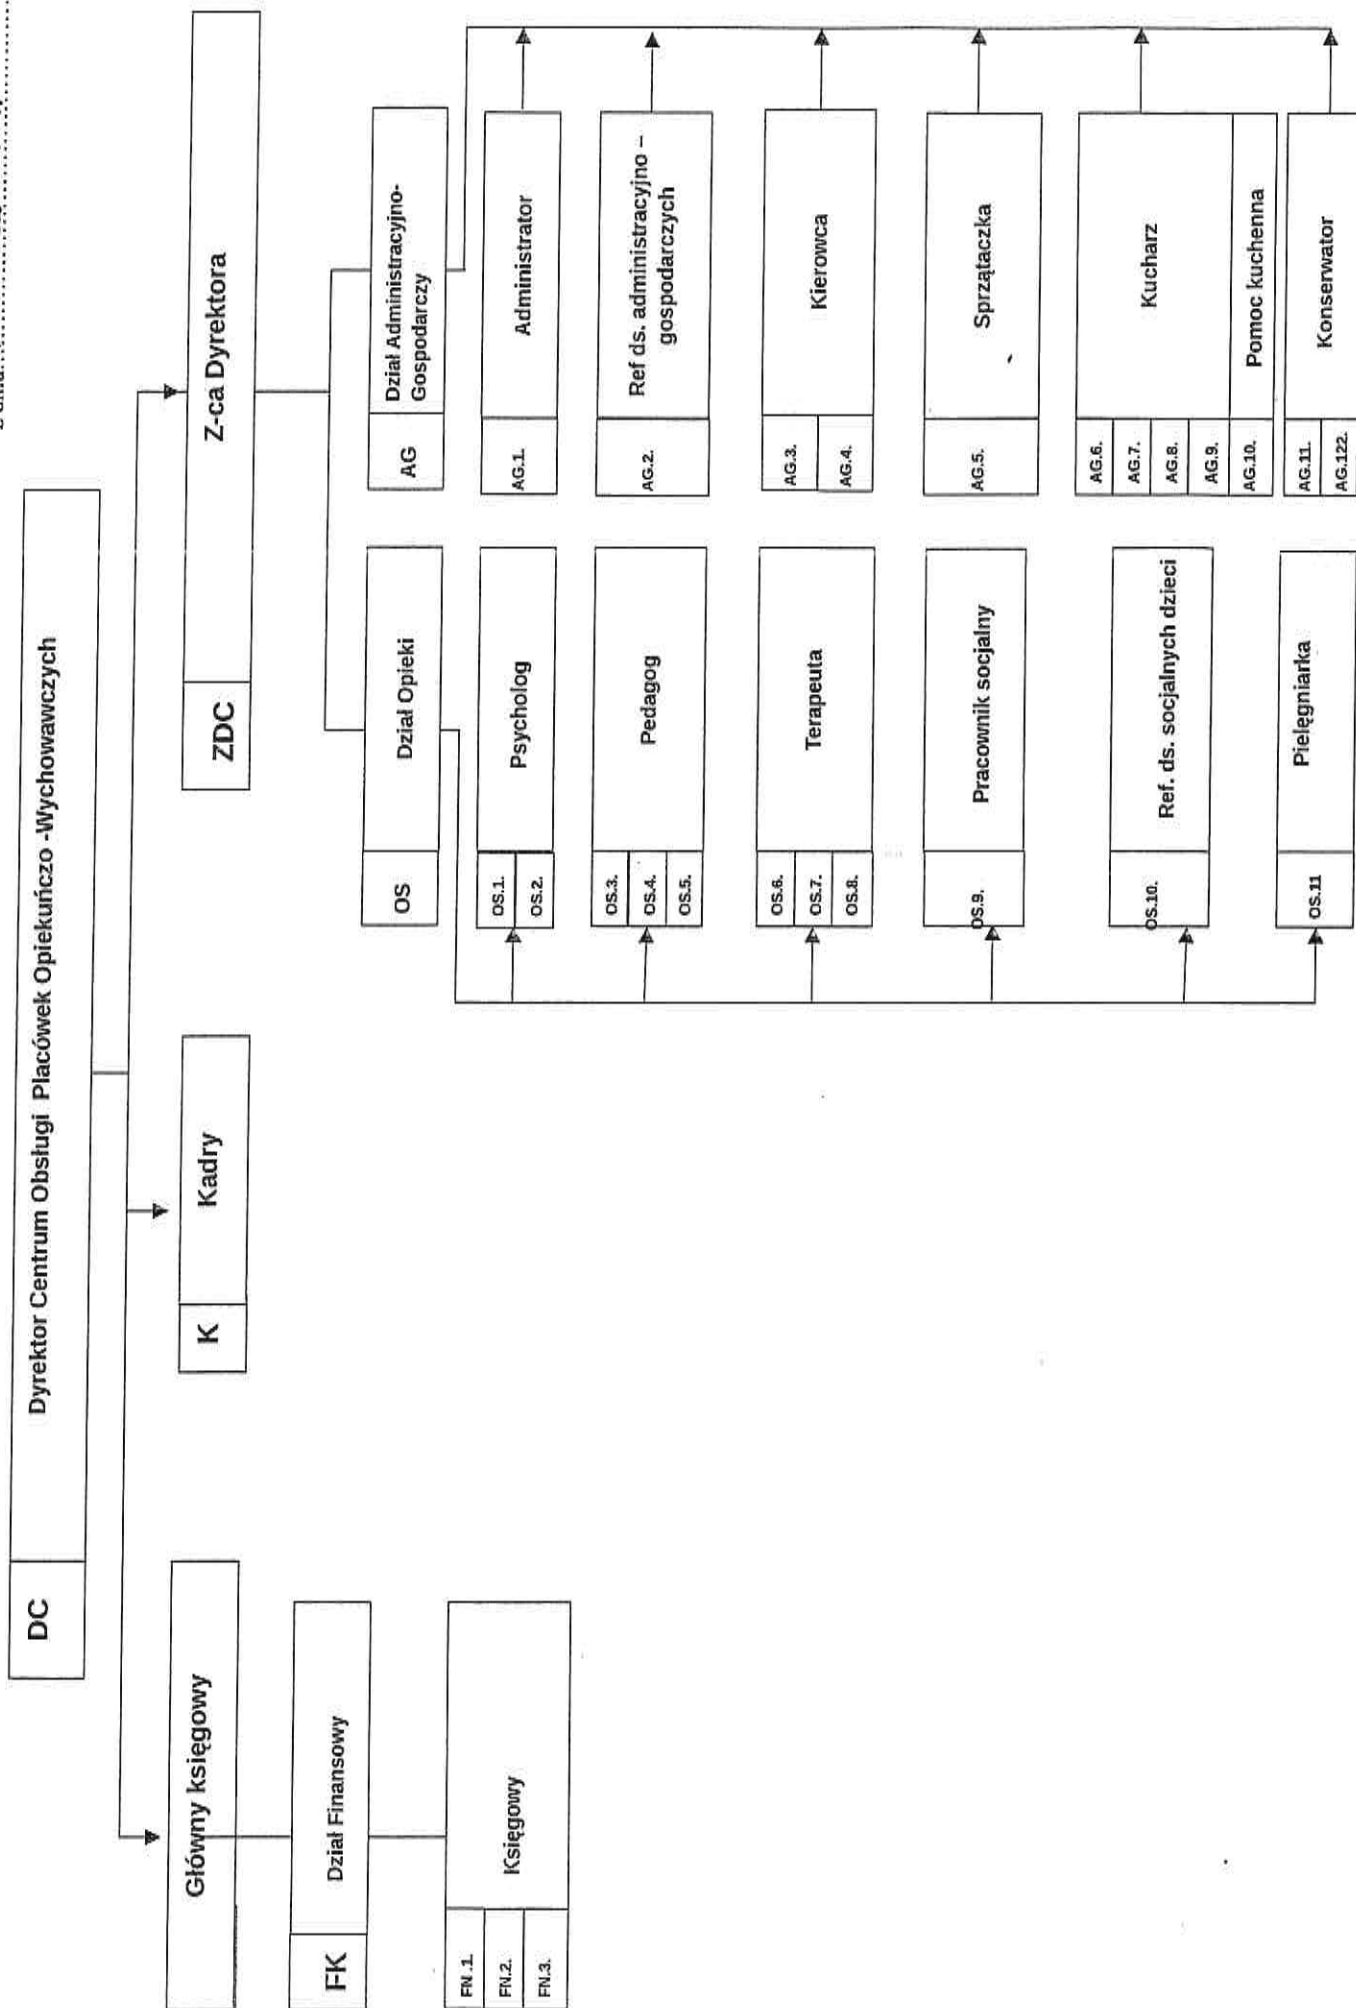 DC
Dyrektor Centrum Obsługi Placówek Opiekuńczo -Wychowawczych
Główny księgowy
K
Kadry
ZDC
Z-ca Dyrektora
FK
Dział Finansowy
OS
Dział Opieki
AG
Dział Administracyjno-
Gospodarczy
FN .1.
FN.2.
FN.3.
Księgowy
OS.1.
OS.2.
Psycholog
AG.1.
Administrator
OS.3.
OS.4.
OS.5.
Pedagog
AG.2.
Ref ds. administracyjno –
gospodarczych
OS.6.
OS.7.
OS.8.
Terapeuta
AG.3.
AG.4.
Kierowca
OS.9.
Pracownik socjalny
AG.5.
Sprzątaczka
OS.10.
Ref. ds. socjalnych dzieci
AG.6.
AG.7.
AG.8.
AG.9.
Kucharz
AG.10.
Pomoc kuchenna
OS.11
Pielęgniarka
AG.11.
AG.122.
Konserwator